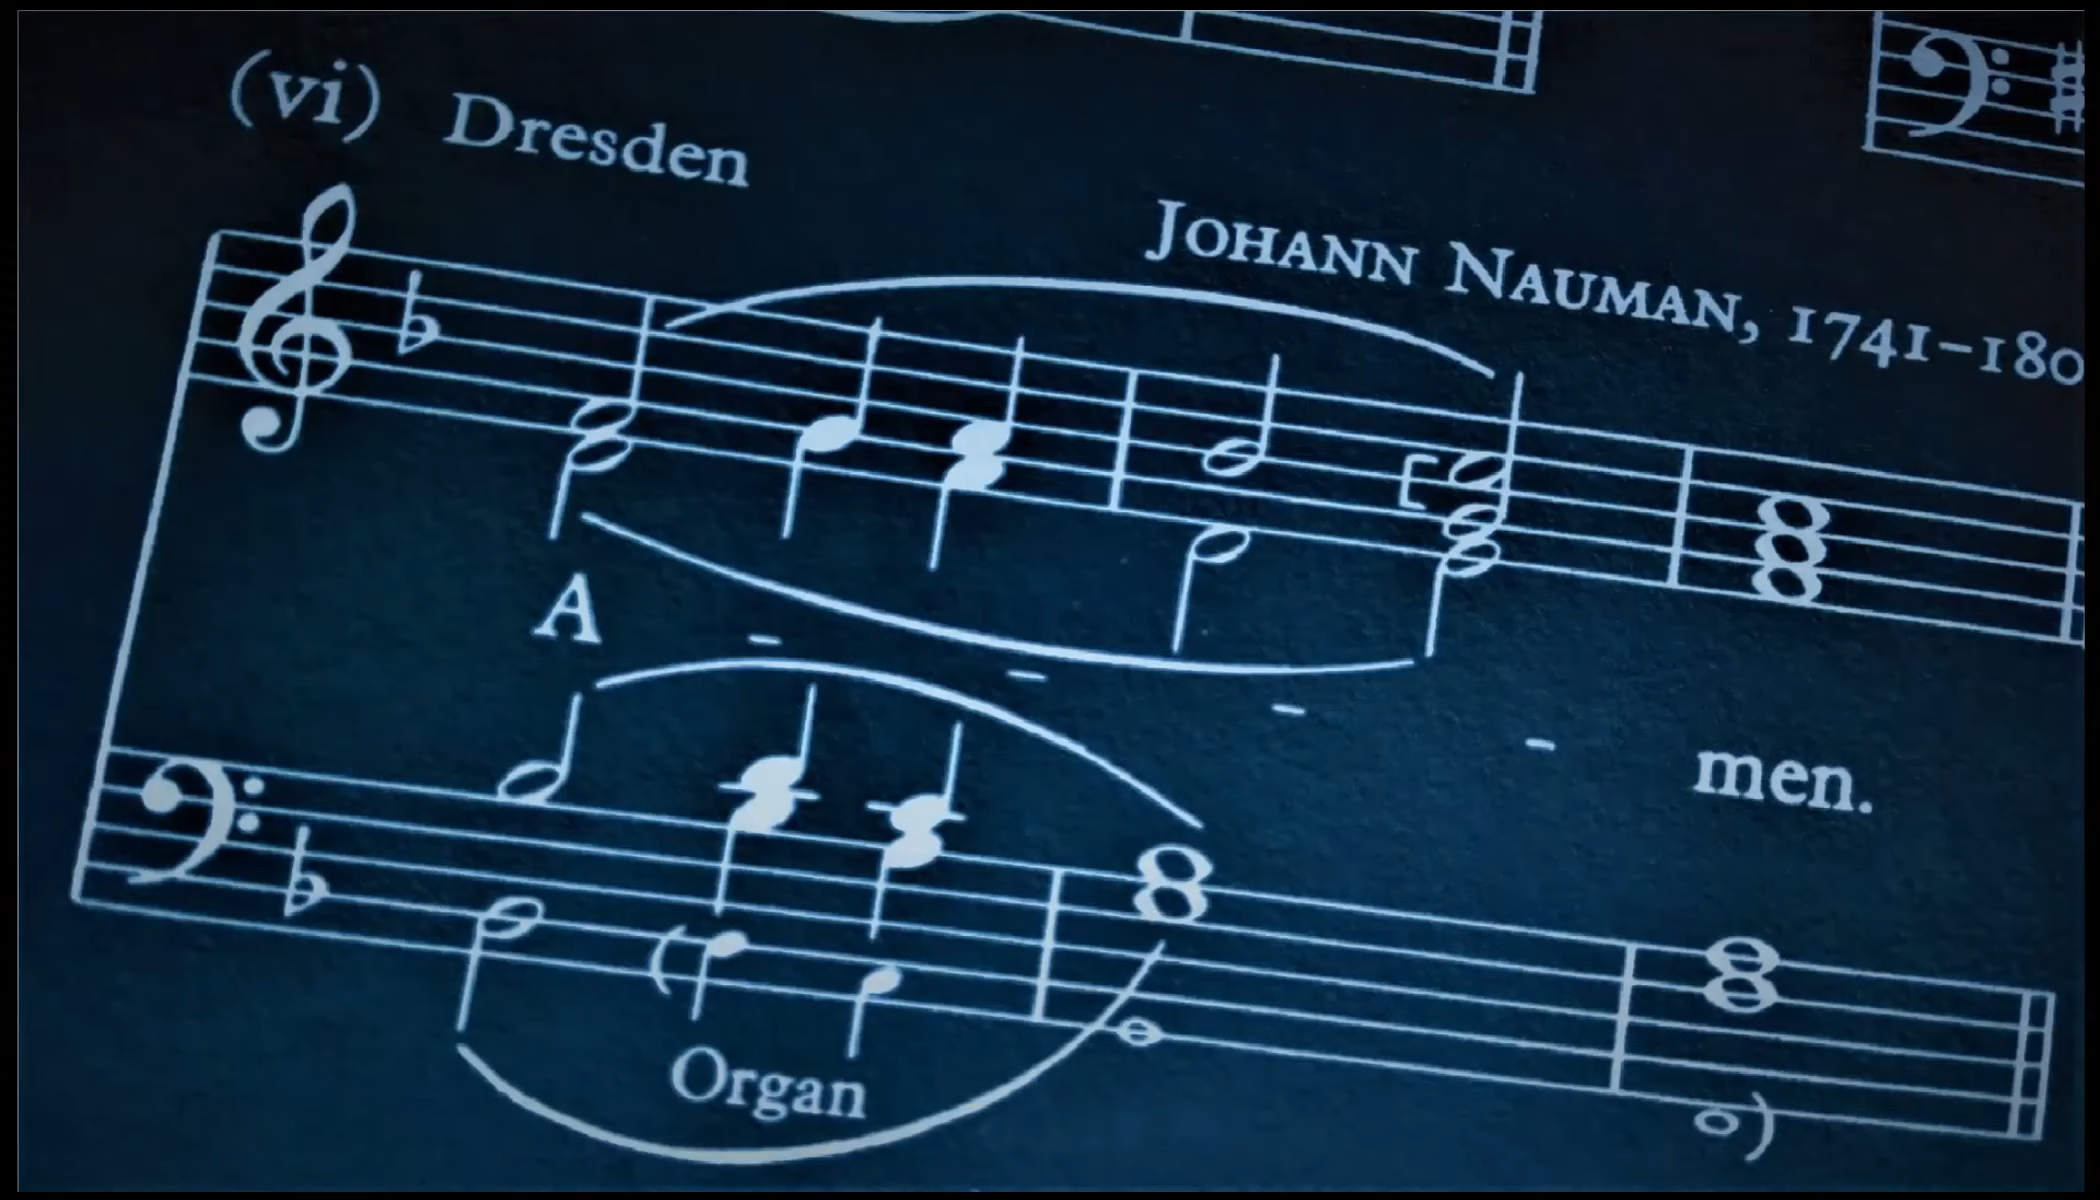 (vi) Dresden
JOHANN NAUMAN, 1741–180
A - - - - men.
Organ